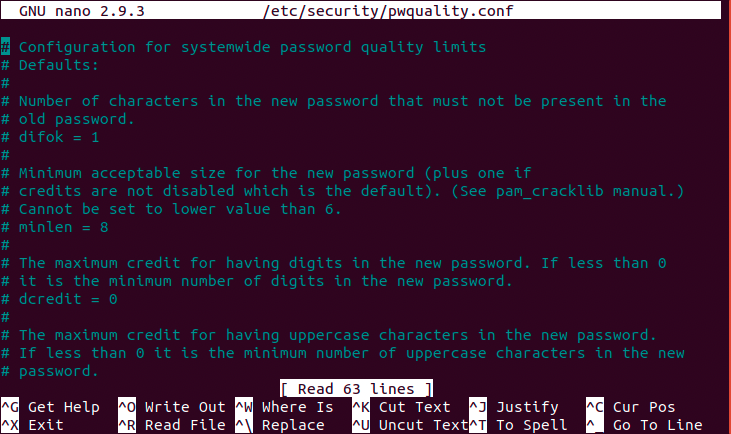 GNU nano 2.9.3 /etc/security/pwquality.conf
# Configuration for systemwide password quality limits
# Defaults:
#
# Number of characters in the new password that must not be present in the
# old password.
# difok = 1
#
# Minimum acceptable size for the new password (plus one if
# credits are not disabled which is the default). (See pam_cracklib manual.)
# Cannot be set to lower value than 6.
# minlen = 8
#
# The maximum credit for having digits in the new password. If less than 0
# it is the minimum number of digits in the new password.
# dcredit = 0
#
# The maximum credit for having uppercase characters in the new password.
# If less than 0 it is the minimum number of uppercase characters in the new
# password.
[ Read 63 lines ]
^G Get Help ^O Write Out ^W Where Is ^K Cut Text ^J Justify ^C Cur Pos
^X Exit ^R Read File ^\ Replace ^U Uncut Text ^T To Spell ^_ Go To Line